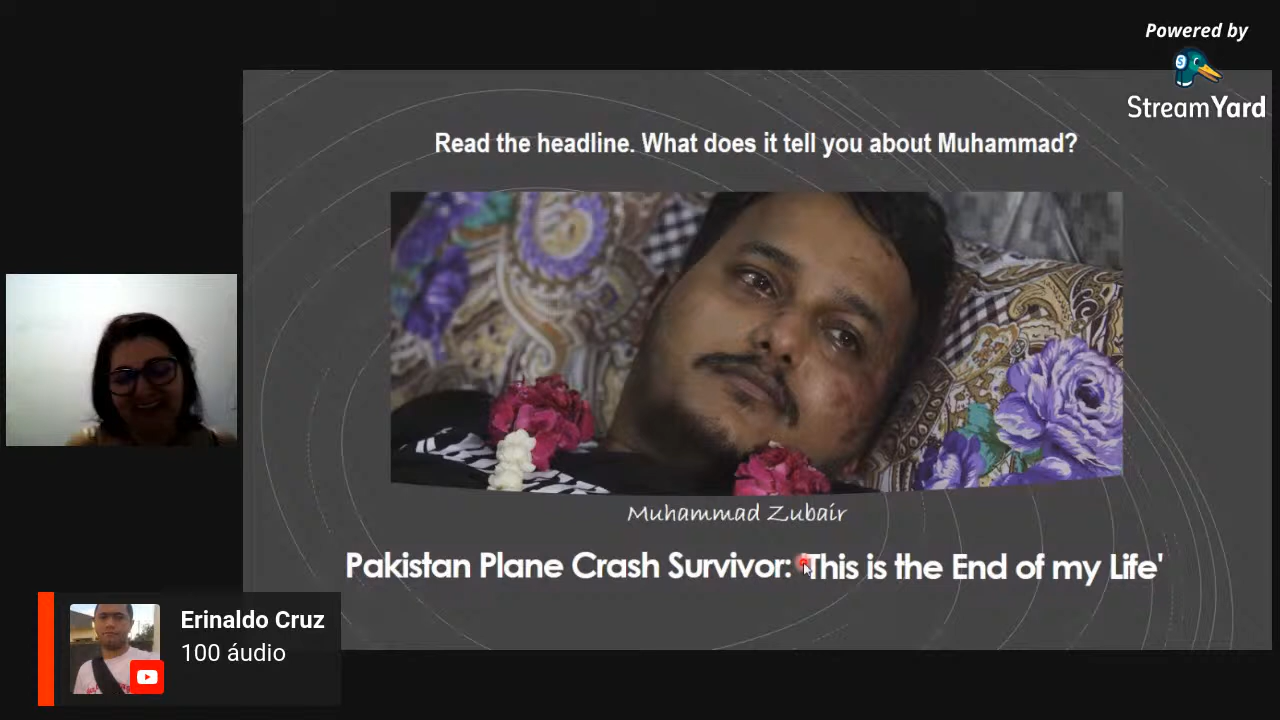 Powered by
StreamYard
Read the headline. What does it tell you about Muhammad?
Muhammad Zubair
Pakistan Plane Crash Survivor: 'This is the End of my Life'
Erinaldo Cruz
100 áudio